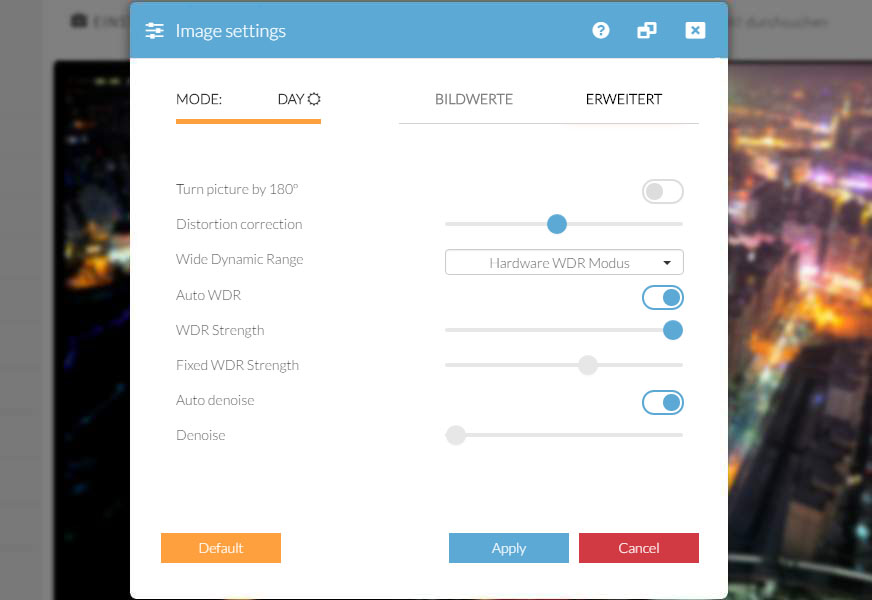 Image settings
MODE: DAY
BILDWERTE ERWEITERT
Turn picture by 180°
Distortion correction
Wide Dynamic Range Hardware WDR Modus
Auto WDR
WDR Strength
Fixed WDR Strength
Auto denoise
Denoise
Default Apply Cancel